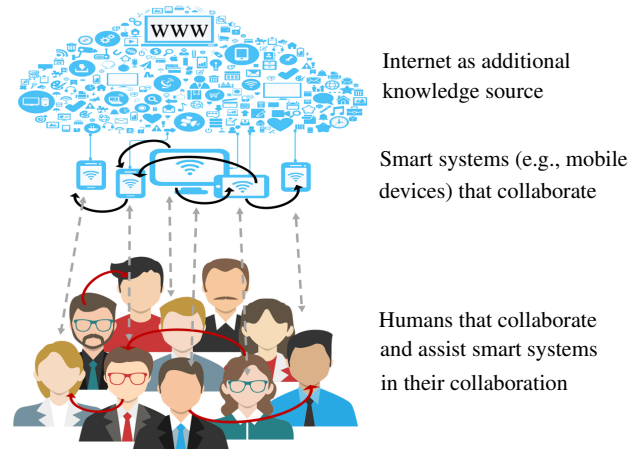 WWW
Internet as additional
knowledge source
Smart systems (e.g., mobile
devices) that collaborate
Humans that collaborate
and assist smart systems
in their collaboration